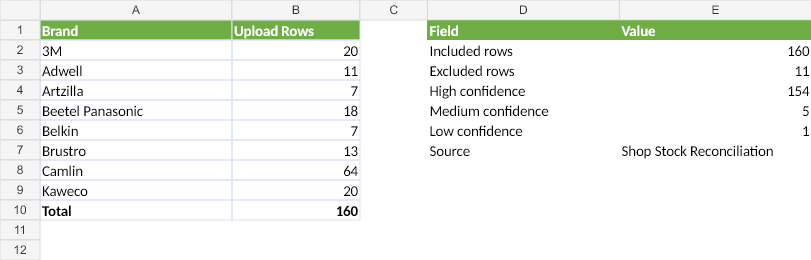 A B C D E
1 Brand Upload Rows Field Value
2 3M 20 Included rows 160
3 Adwell 11 Excluded rows 11
4 Artzilla 7 High confidence 154
5 Beetel Panasonic 18 Medium confidence 5
6 Belkin 7 Low confidence 1
7 Brustro 13 Source Shop Stock Reconciliation
8 Camlin 64
9 Kaweco 20
10 Total 160
11
12